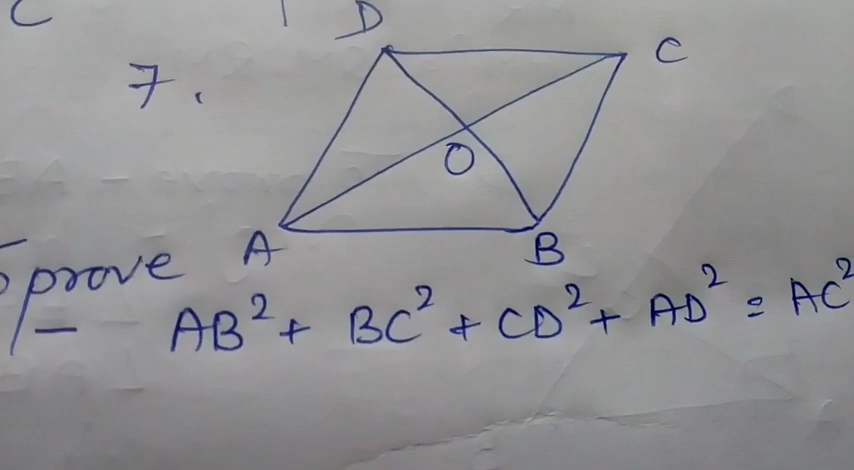 C D
7. C
O
A B
prove
AB² + BC² + CD² + AD² = AC²